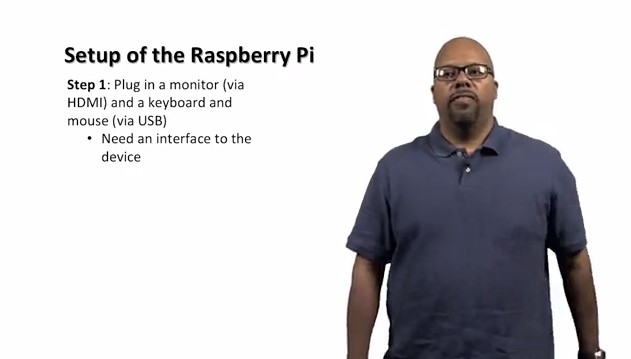 Setup of the Raspberry Pi
Step 1: Plug in a monitor (via
HDMI) and a keyboard and
mouse (via USB)
• Need an interface to the
device